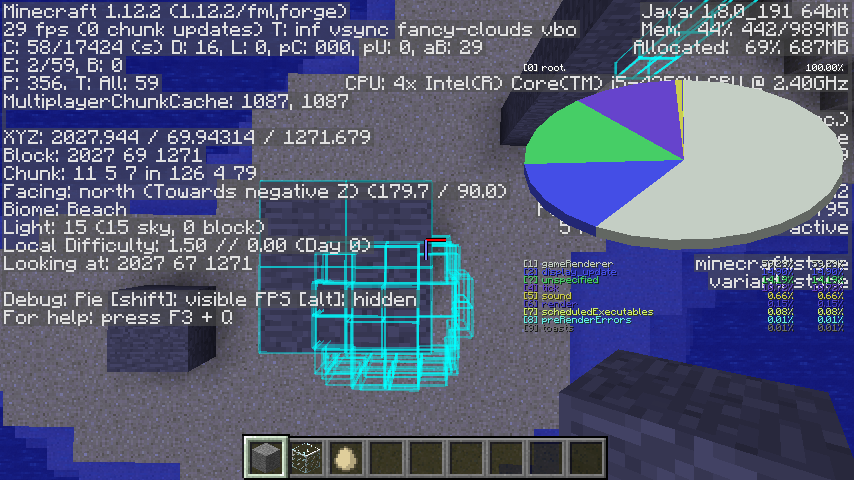 Minecraft 1.12.2 (1.12.2/fml,forge)
29 fps (0 chunk updates) T: inf vsync fancy-clouds vbo
C: 58/17424 (s) D: 16, L: 0, pC: 000, pU: 0, aB: 29
E: 2/59, B: 0
P: 356. T: All: 59
MultiplayerChunkCache: 1087, 1087
XYZ: 2027.944 / 69.94314 / 1271.679
Block: 2027 69 1271
Chunk: 11 5 7 in 126 4 79
Facing: north (Towards negative Z) (179.7 / 90.0)
Biome: Beach
Light: 15 (15 sky, 0 block)
Local Difficulty: 1.50 // 0.00 (Day 0)
Looking at: 2027 67 1271
Debug: Pie [shift]: visible FPS [alt]: hidden
For help: press F3 + Q
Java: 1.8.0_191 64bit
Mem: 44% 442/989MB
Allocated: 69% 687MB
[0] root. 100.00%
CPU: 4x Intel(R) Core(TM) CPU @ 2.40GHz
[1] gameRenderer
[2] display_update
[2] unspecified
[4] tick
[5] sound 0.66% 0.66%
[6] render
[7] scheduledExecutables 0.08% 0.08%
[8] preRenderErrors 0.01% 0.01%
[9] toasts